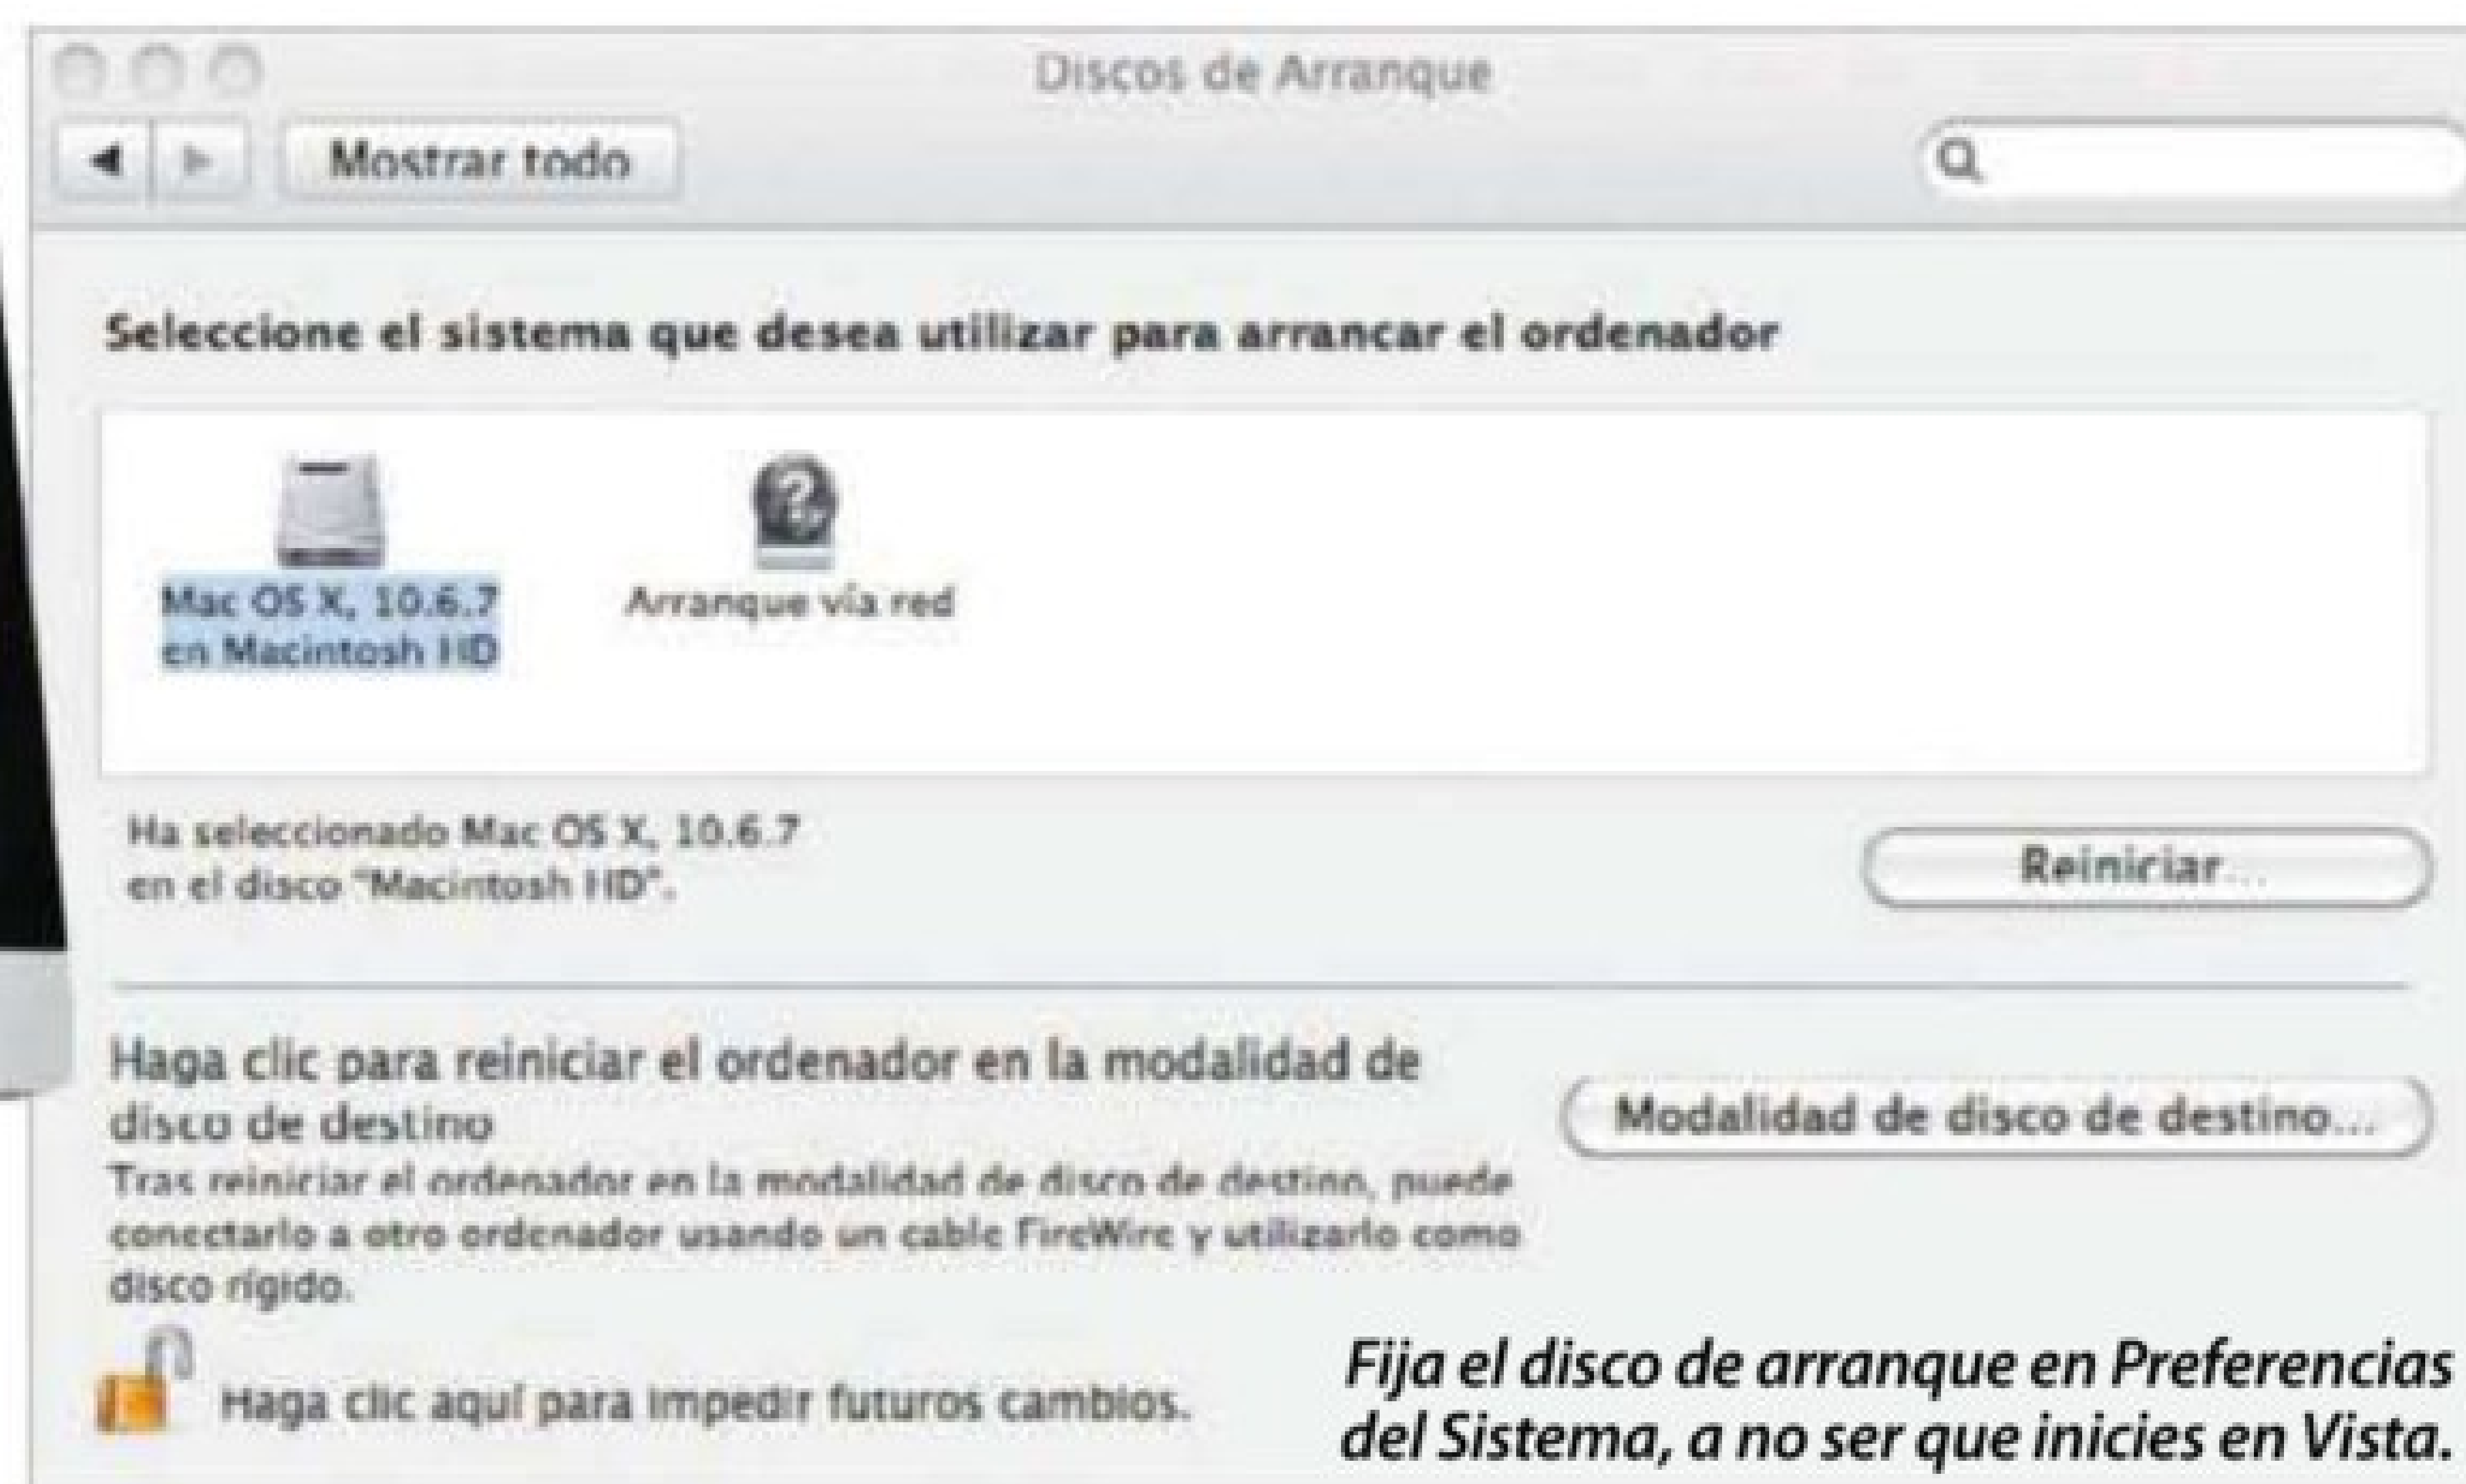 Discos de Arranque
Mostrar todo
Seleccione el sistema que desea utilizar para arrancar el ordenador
Mac OS X, 10.6.7
en Macintosh HD
Arranque vía red
Ha seleccionado Mac OS X, 10.6.7
en el disco "Macintosh HD".
Reiniciar...
Haga clic para reiniciar el ordenador en la modalidad de
disco de destino
Modalidad de disco de destino...
Tras reiniciar el ordenador en la modalidad de disco de destino, puede
conectarlo a otro ordenador usando un cable FireWire y utilizarlo como
disco rígido.
Haga clic aquí para impedir futuros cambios.
Fija el disco de arranque en Preferencias
del Sistema, a no ser que inicies en Vista.